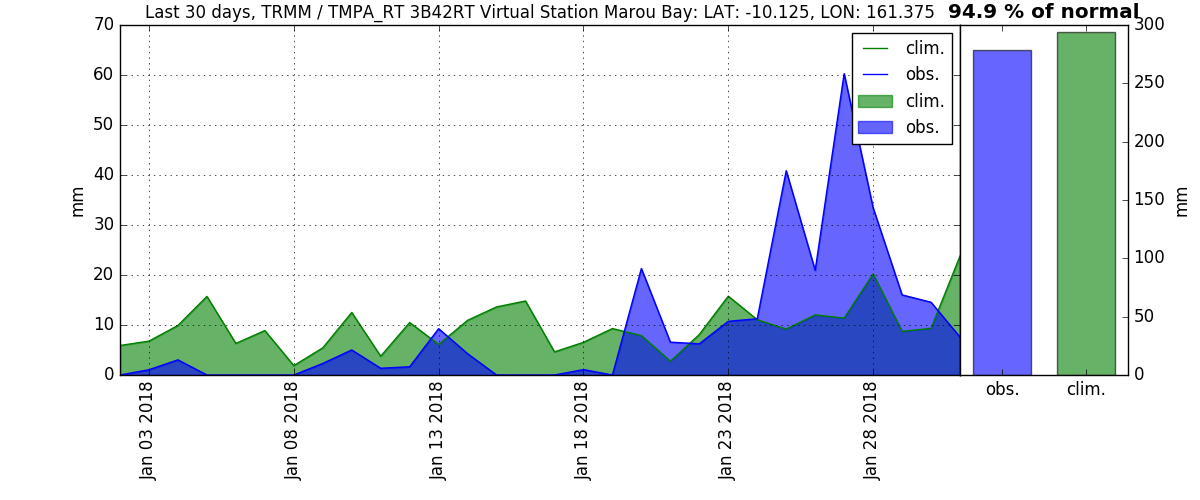 Last 30 days, TRMM / TMPA_RT 3B42RT Virtual Station Marou Bay: LAT: -10.125, LON: 161.375
94.9 % of normal
70
60
50
40
30
20
10
0
mm
clim.
obs.
clim.
obs.
Jan 03 2018
Jan 08 2018
Jan 13 2018
Jan 18 2018
Jan 23 2018
Jan 28 2018
300
250
200
150
100
50
0
mm
obs. clim.